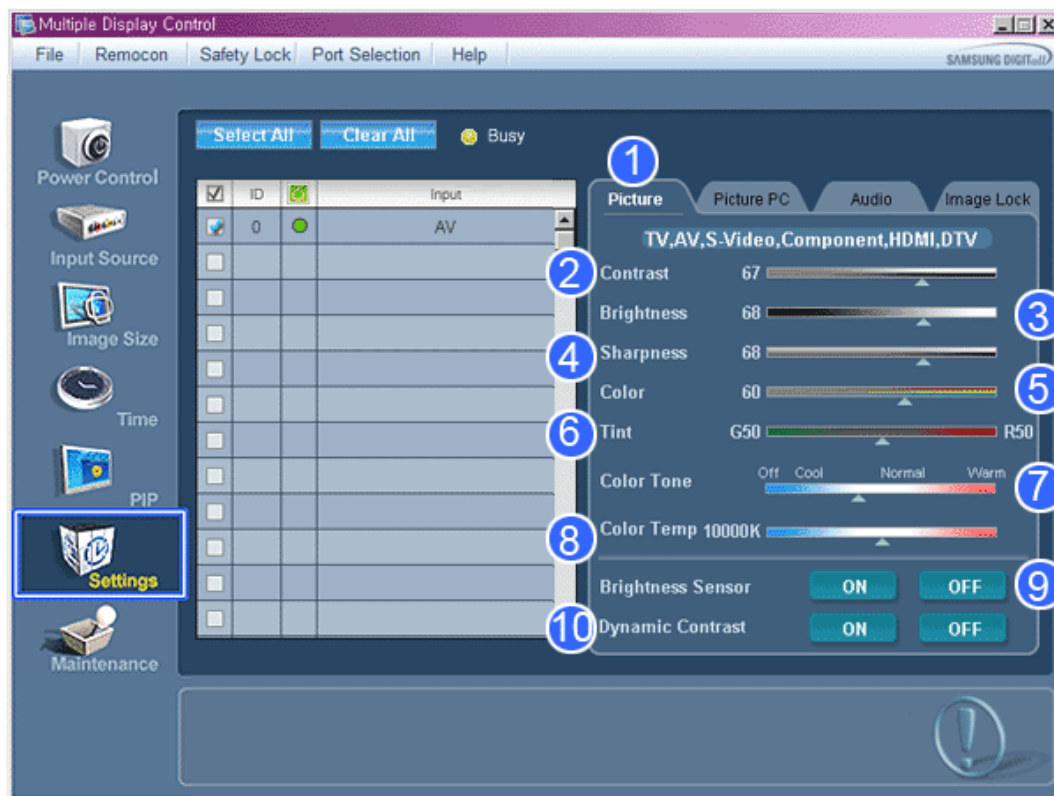 Multiple Display Control
File Remocon Safety Lock Port Selection Help
SAMSUNG DIGITall
Power Control
Input Source
Image Size
Time
PIP
Settings
Maintenance
Select All Clear All Busy
ID Input
0 AV
1
Picture Picture PC Audio Image Lock
TV,AV,S-Video,Component,HDMI,DTV
2 Contrast 67
Brightness 68 3
4 Sharpness 68
Color 60 5
6 Tint G50 R50
Off Cool Normal Warm
Color Tone 7
8 Color Temp 10000K
Brightness Sensor ON OFF 9
10 Dynamic Contrast ON OFF